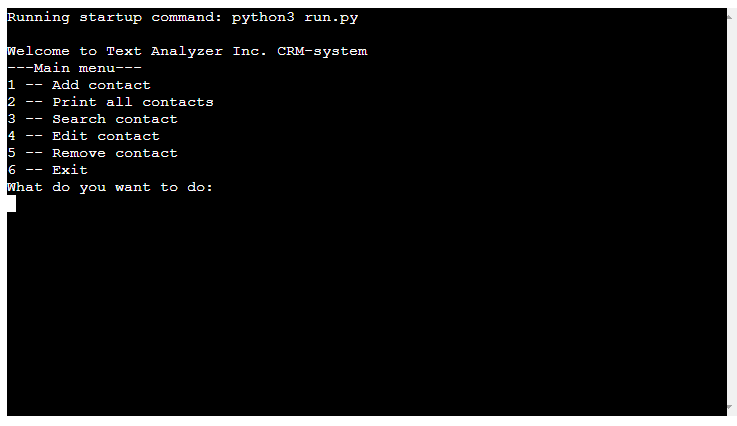 Running startup command: python3 run.py
Welcome to Text Analyzer Inc. CRM-system
---Main menu---
1 -- Add contact
2 -- Print all contacts
3 -- Search contact
4 -- Edit contact
5 -- Remove contact
6 -- Exit
What do you want to do: